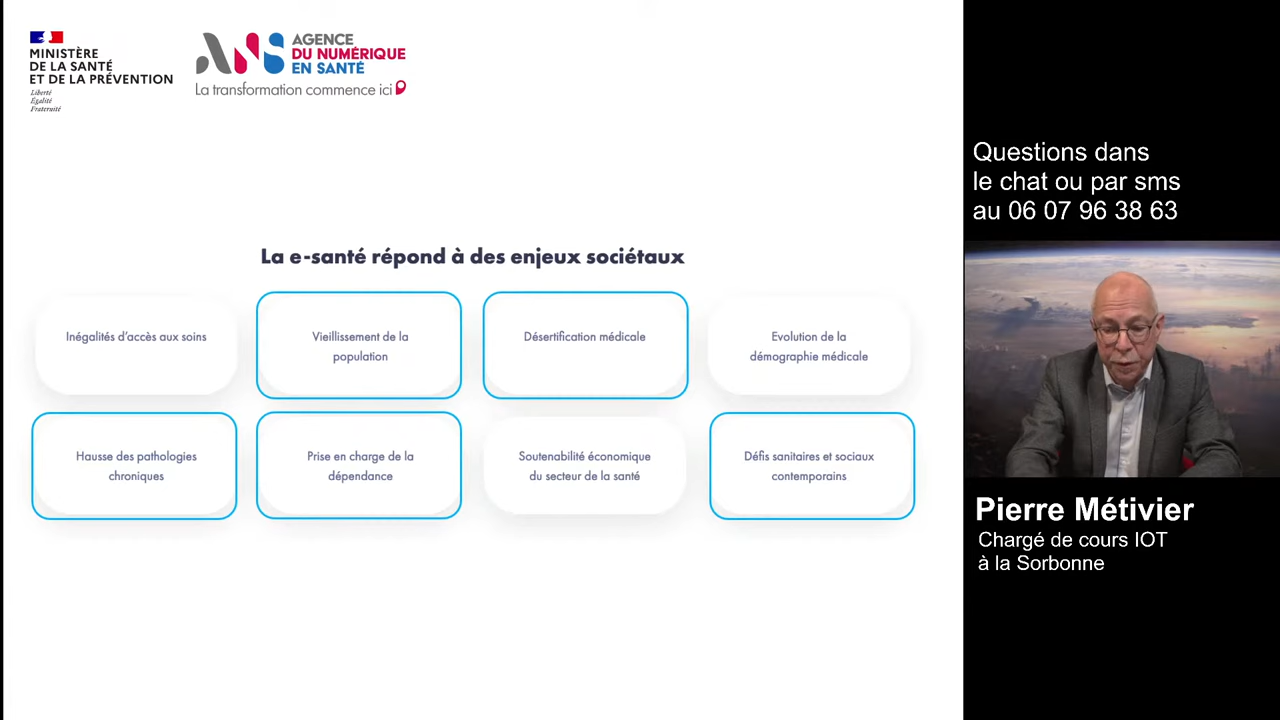 MINISTÈRE
DE LA SANTÉ
ET DE LA PRÉVENTION
Liberté
Égalité
Fraternité
ANS
AGENCE
DU NUMÉRIQUE
EN SANTÉ
La transformation commence ici
La e-santé répond à des enjeux sociétaux
Inégalités d'accès aux soins
Vieillissement de la
population
Désertification médicale
Evolution de la
démographie médicale
Hausse des pathologies
chroniques
Prise en charge de la
dépendance
Soutenabilité économique
du secteur de la santé
Défis sanitaires et sociaux
contemporains
Questions dans
le chat ou par sms
au 06 07 96 38 63
Pierre Métivier
Chargé de cours IOT
à la Sorbonne